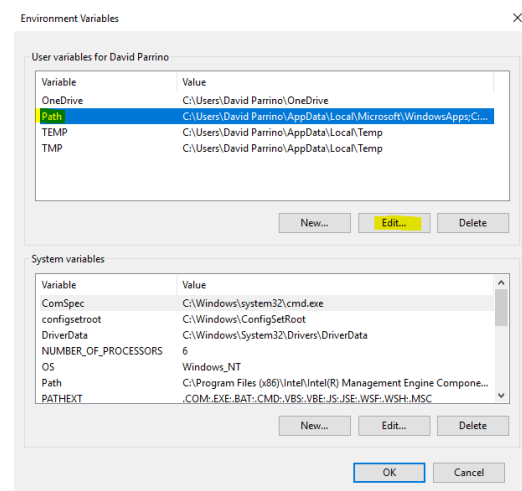 Environment Variables
User variables for David Parrino
Variable Value
OneDrive C:\Users\David Parrino\OneDrive
Path C:\Users\David Parrino\AppData\Local\Microsoft\WindowsApps;C:...
TEMP C:\Users\David Parrino\AppData\Local\Temp
TMP C:\Users\David Parrino\AppData\Local\Temp
New... Edit... Delete
System variables
Variable Value
ComSpec C:\Windows\system32\cmd.exe
configsetroot C:\Windows\ConfigSetRoot
DriverData C:\Windows\System32\Drivers\DriverData
NUMBER_OF_PROCESSORS 6
OS Windows_NT
Path C:\Program Files (x86)\Intel\Intel(R) Management Engine Compone...
PATHEXT .COM;.EXE;.BAT;.CMD;.VBS;.VBE;.JS;.JSE;.WSF;.WSH;.MSC
New... Edit... Delete
OK Cancel